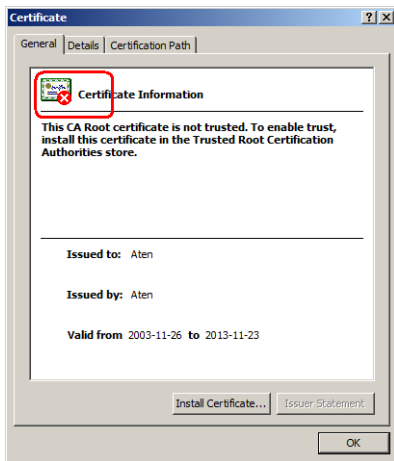 Certificate
General Details Certification Path
Certificate Information
This CA Root certificate is not trusted. To enable trust,
install this certificate in the Trusted Root Certification
Authorities store.
Issued to: Aten
Issued by: Aten
Valid from 2003-11-26 to 2013-11-23
Install Certificate... Issuer Statement
OK